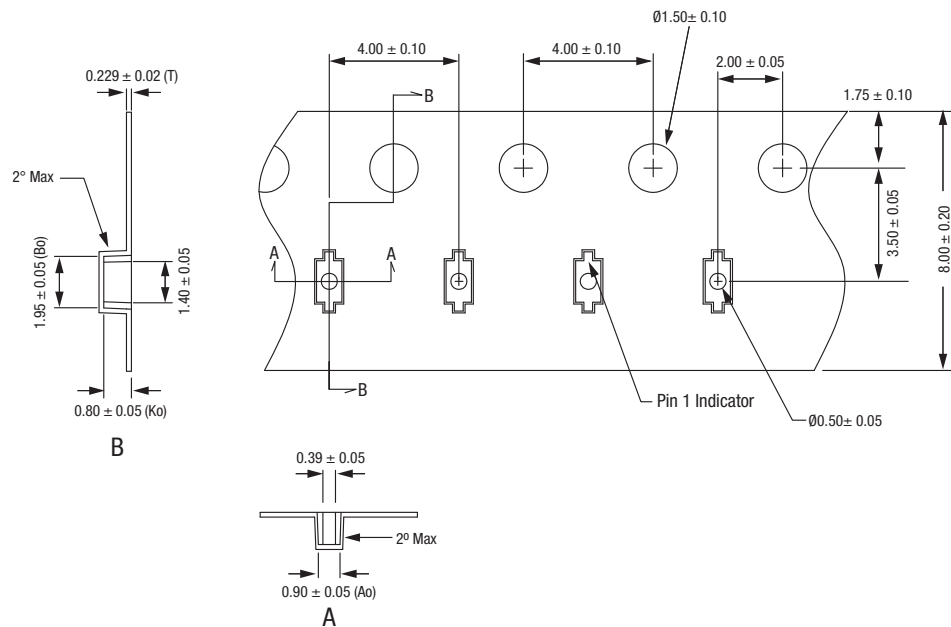 Ø1.50± 0.10
4.00 ± 0.10
4.00 ± 0.10
2.00 ± 0.05
0.229 ± 0.02 (T)
1.75 ± 0.10
B
2° Max
3.50 ± 0.05
8.00 ± 0.20
A
A
1.95 ± 0.05 (Bo)
1.40 ± 0.05
B
Pin 1 Indicator
0.80 ± 0.05 (Ko)
Ø0.50± 0.05
B
0.39 ± 0.05
2º Max
0.90 ± 0.05 (Ao)
A